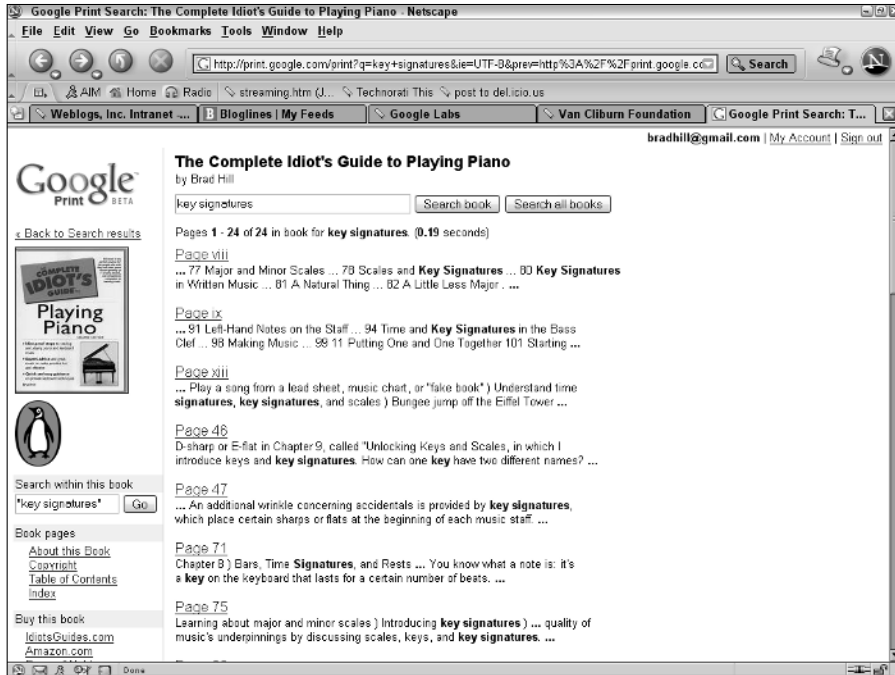 Google Print Search: The Complete Idiot's Guide to Playing Piano - Netscape
File Edit View Go Bookmarks Tools Window Help
http://print.google.com/print?q=key+signatures&ie=UTF-8&prev=http%3A%2F%2Fprint.google.co
Search
AIM Home Radio streaming.htm (J... Technorati This post to del.icio.us
Weblogs, Inc. Intranet -... Bloglines | My Feeds Google Labs Van Cliburn Foundation Google Print Search: T...
bradhill@gmail.com | My Account | Sign out
Google
Print BETA
« Back to Search results
COMPLETE
IDIOT'S
GUIDE
Playing
Piano
Search within this book
"key signatures" Go
Book pages
About this Book
Copyright
Table of Contents
Index
Buy this book
IdiotsGuides.com
Amazon.com
The Complete Idiot's Guide to Playing Piano
by Brad Hill
key signatures Search book Search all books
Pages 1 - 24 of 24 in book for key signatures. (0.19 seconds)
Page viii
... 77 Major and Minor Scales ... 78 Scales and Key Signatures ... 80 Key Signatures
in Written Music ... 81 A Natural Thing ... 82 A Little Less Major . ...
Page ix
... 91 Left-Hand Notes on the Staff ... 94 Time and Key Signatures in the Bass
Clef ... 98 Making Music ... 99 11 Putting One and One Together 101 Starting ...
Page xiii
... Play a song from a lead sheet, music chart, or "fake book" ) Understand time
signatures, key signatures, and scales ) Bungee jump off the Eiffel Tower ...
Page 46
D-sharp or E-flat in Chapter 9, called "Unlocking Keys and Scales, in which I
introduce keys and key signatures. How can one key have two different names? ...
Page 47
... An additional wrinkle concerning accidentals is provided by key signatures,
which place certain sharps or flats at the beginning of each music staff. ...
Page 71
Chapter 8 ) Bars, Time Signatures, and Rests ... You know what a note is: it's
a key on the keyboard that lasts for a certain number of beats. ...
Page 75
Learning about major and minor scales ) Introducing key signatures ) ... quality of
music's underpinnings by discussing scales, keys, and key signatures. ...
Done